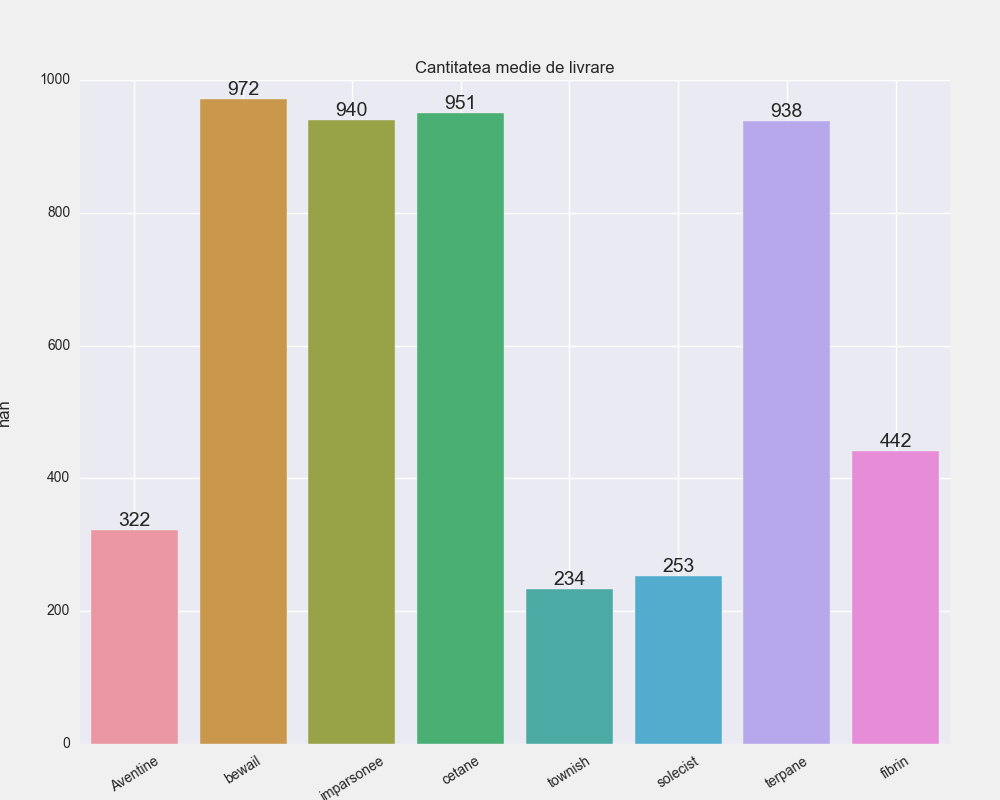 Cantitatea medie de livrare
nan
1000
800
600
400
200
0
322
972
940
951
234
253
938
442
Aventine
bewail
imparsonee
cetane
townish
solecist
terpane
fibrin